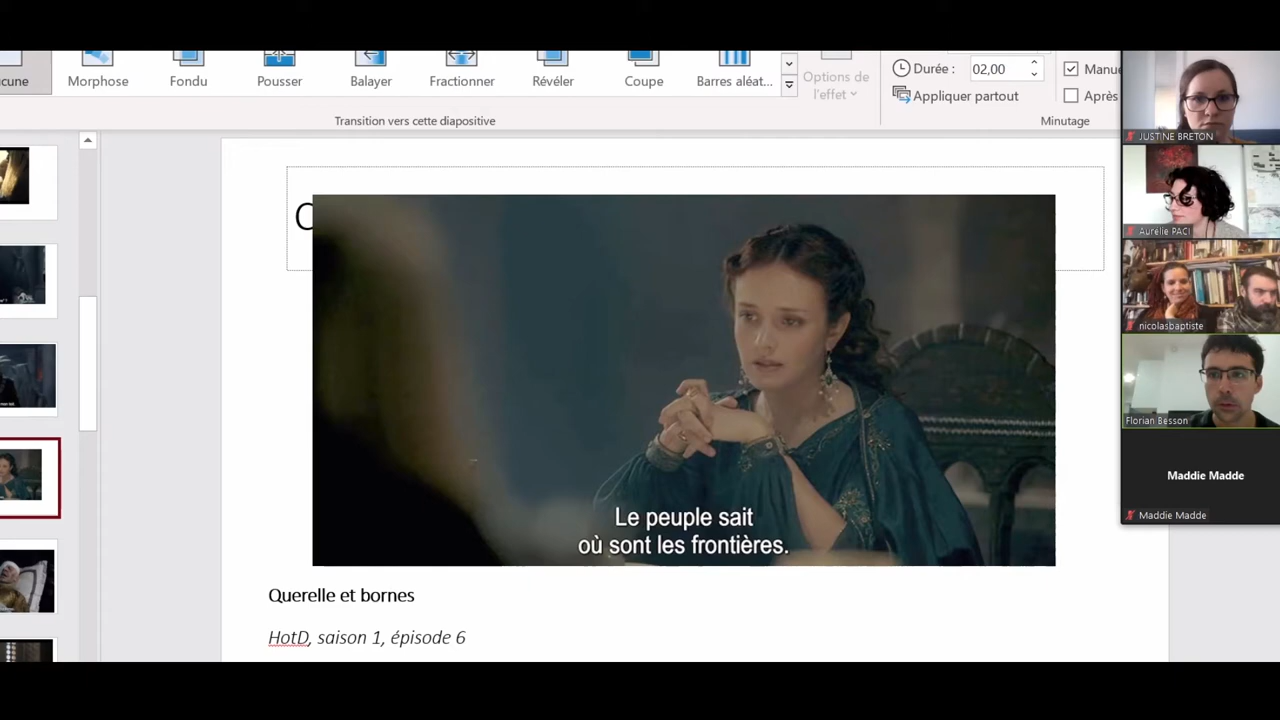 ucune
Morphose
Fondu
Pousser
Balayer
Fractionner
Révéler
Coupe
Barres aléat...
Options de
l'effet
Durée :
02,00
Appliquer partout
Manue
Après
Transition vers cette diapositive
Minutage
JUSTINE BRETON
Aurélie PACI
nicolasbaptiste
Florian Besson
Maddie Madde
Maddie Madde
C
Le peuple sait
où sont les frontières.
Querelle et bornes
HotD, saison 1, épisode 6